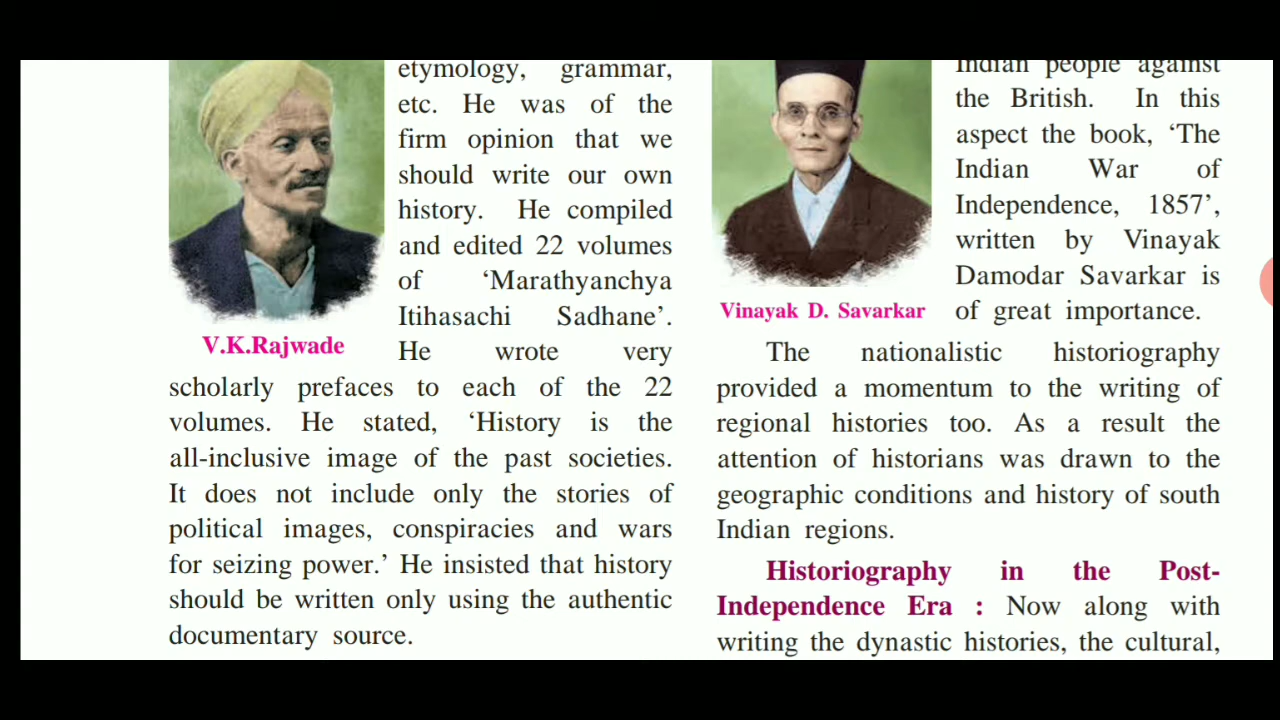 etymology, grammar,
etc. He was of the
firm opinion that we
should write our own
history. He compiled
and edited 22 volumes
of ‘Marathyanchya
Itihasachi Sadhane’.
V.K.Rajwade
He wrote very
scholarly prefaces to each of the 22
volumes. He stated, ‘History is the
all-inclusive image of the past societies.
It does not include only the stories of
political images, conspiracies and wars
for seizing power.’ He insisted that history
should be written only using the authentic
documentary source.
Indian people against
the British. In this
aspect the book, ‘The
Indian War of
Independence, 1857’,
written by Vinayak
Damodar Savarkar is
of great importance.
Vinayak D. Savarkar
The nationalistic historiography
provided a momentum to the writing of
regional histories too. As a result the
attention of historians was drawn to the
geographic conditions and history of south
Indian regions.
Historiography in the Post-
Independence Era : Now along with
writing the dynastic histories, the cultural,